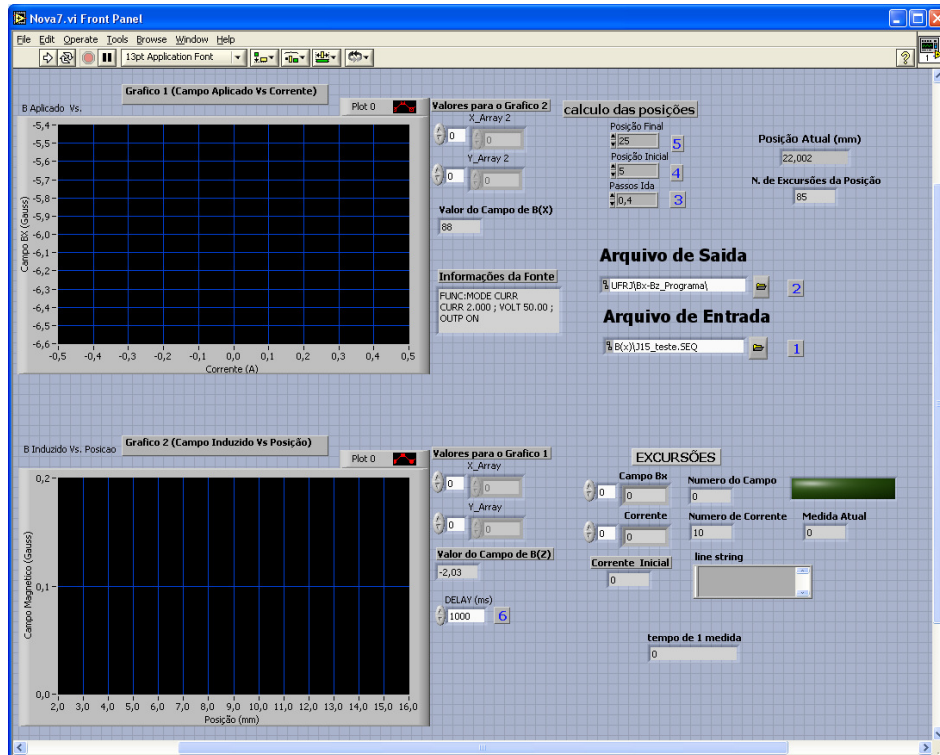 Nova7.vi Front Panel
File Edit Operate Tools Browse Window Help
13pt Application Font
1
Grafico 1 (Campo Aplicado Vs Corrente)
B Aplicado Vs.
Plot 0
-5,4
-5,5
-5,6
-5,7
-5,8
-5,9
-6,0
-6,1
-6,2
-6,3
-6,4
-6,5
-6,6
Campo BX (Gauss)
-0,5 -0,4 -0,3 -0,2 -0,1 0,0 0,1 0,2 0,3 0,4 0,5
Corrente (A)
Valores para o Grafico 2
X_Array 2
0 0
Y_Array 2
0 0
Valor do Campo de B(X)
88
Informações da Fonte
FUNC:MODE CURR
CURR 2.000 ; VOLT 50.00 ;
OUTP ON
calculo das posições
Posição Final
25 5
Posição Inicial
5 4
Passos Ida
0,4 3
Posição Atual (mm)
22,002
N. de Excursões da Posição
85
Arquivo de Saída
UFRJ\Bx-Bz_Programa\ 2
Arquivo de Entrada
B(x)\J15_teste.SEQ 1
B Induzido Vs. Posicao
Grafico 2 (Campo Induzido Vs Posição)
Plot 0
0,2
0,1
0,0
Campo Magnetico (Gauss)
2,0 3,0 4,0 5,0 6,0 7,0 8,0 9,0 10,0 11,0 12,0 13,0 14,0 15,0 16,0
Posição (mm)
Valores para o Grafico 1
X_Array
0 0
Y_Array
0 0
Valor do Campo de B(Z)
-2,03
DELAY (ms)
1000 6
EXCURSÕES
Campo Bx
0 0
Numero do Campo
0
Corrente
0 0
Numero de Corrente
10
Medida Atual
0
Corrente Inicial
0
line string
tempo de 1 medida
0